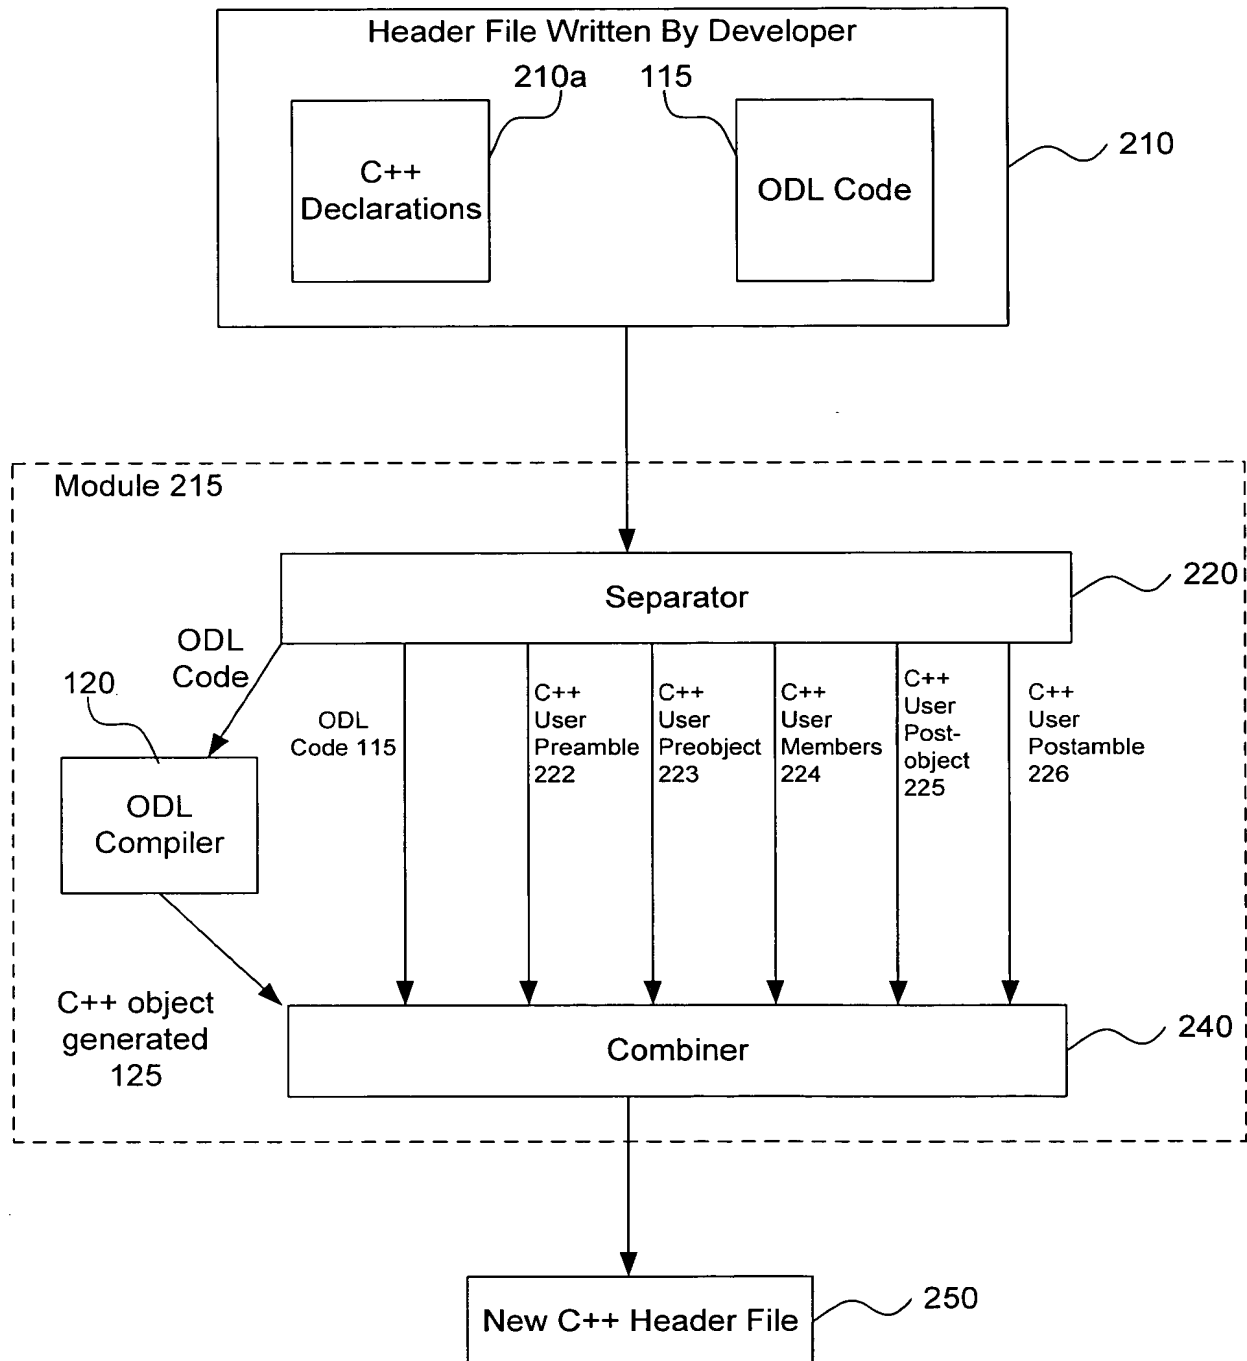 Header File Written By Developer
210a
115
210
C++
Declarations
ODL Code
Module 215
Separator
220
ODL
Code
120
ODL
Code 115
C++
User
Preamble
222
C++
User
Preobject
223
C++
User
Members
224
C++
User
Post-
object
225
C++
User
Postamble
226
ODL
Compiler
C++ object
generated
125
Combiner
240
New C++ Header File
250